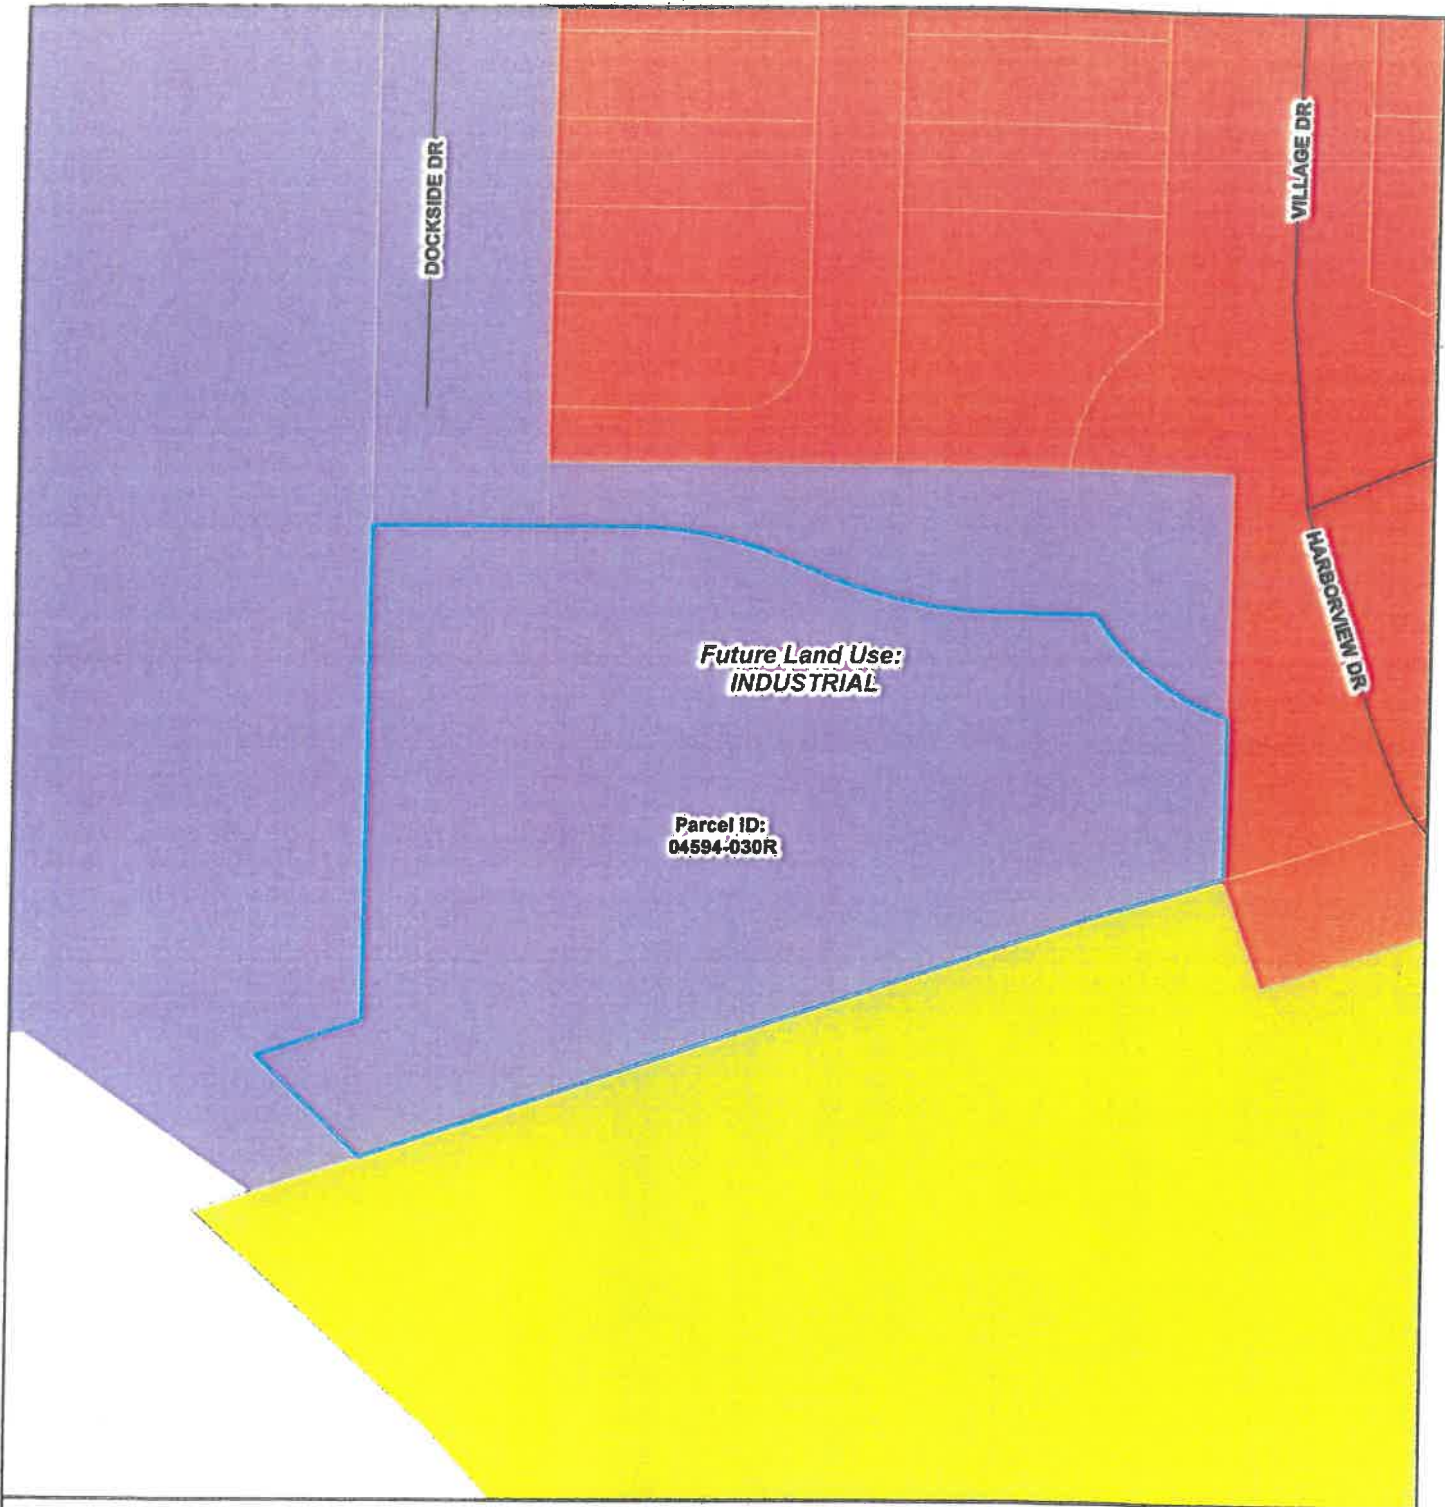 DOCKSIDE DR
VILLAGE DR
HARBORVIEW DR
Future Land Use:
INDUSTRIAL
Parcel ID:
04594-030R